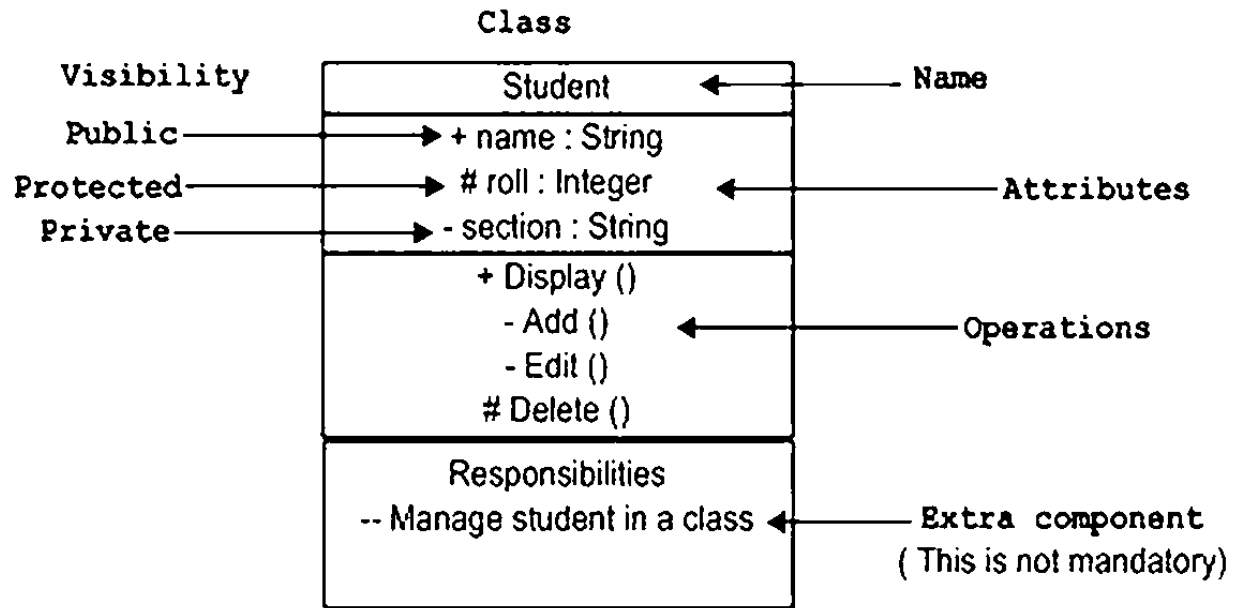 Class
Visibility
Student
Name
Public
+ name : String
Protected
# roll : Integer
Attributes
Private
- section : String
+ Display ()
- Add ()
Operations
- Edit ()
# Delete ()
Responsibilities
-- Manage student in a class
Extra component
( This is not mandatory)